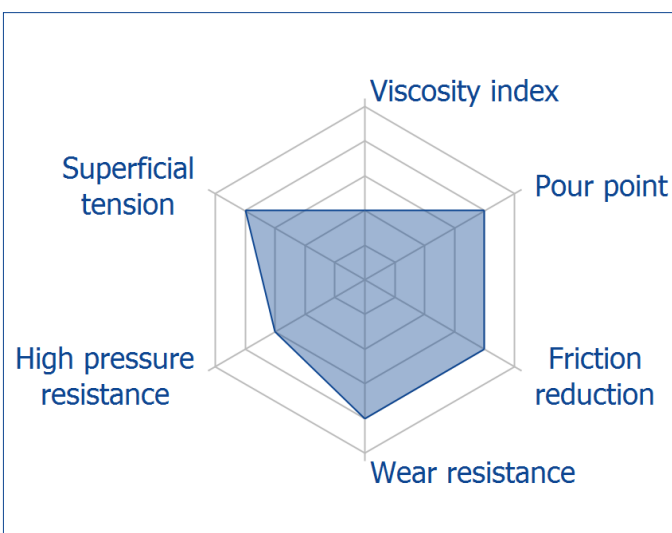 Viscosity index
Superficial
tension
Pour point
High pressure
resistance
Friction
reduction
Wear resistance